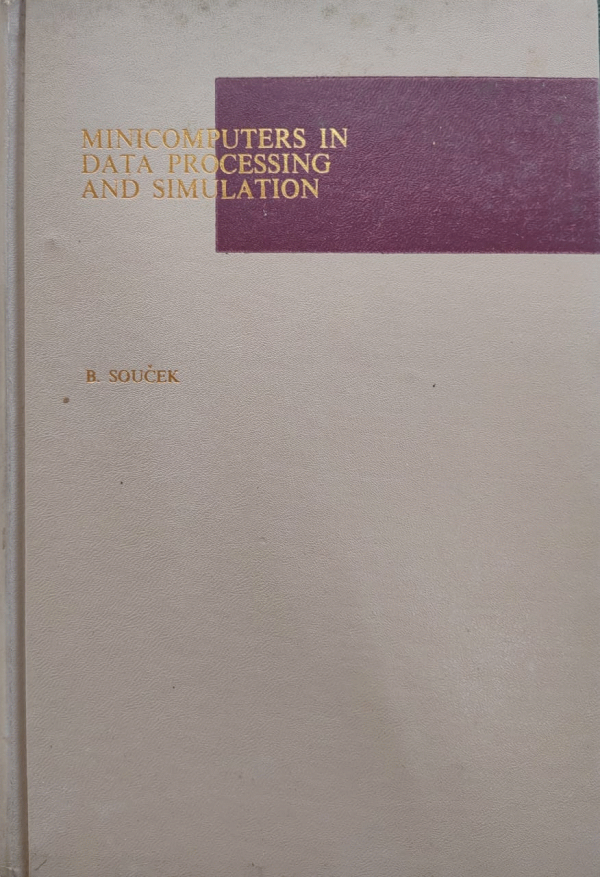 MINICOMPUTERS IN
DATA PROCESSING
AND SIMULATION
B. SOUČEK